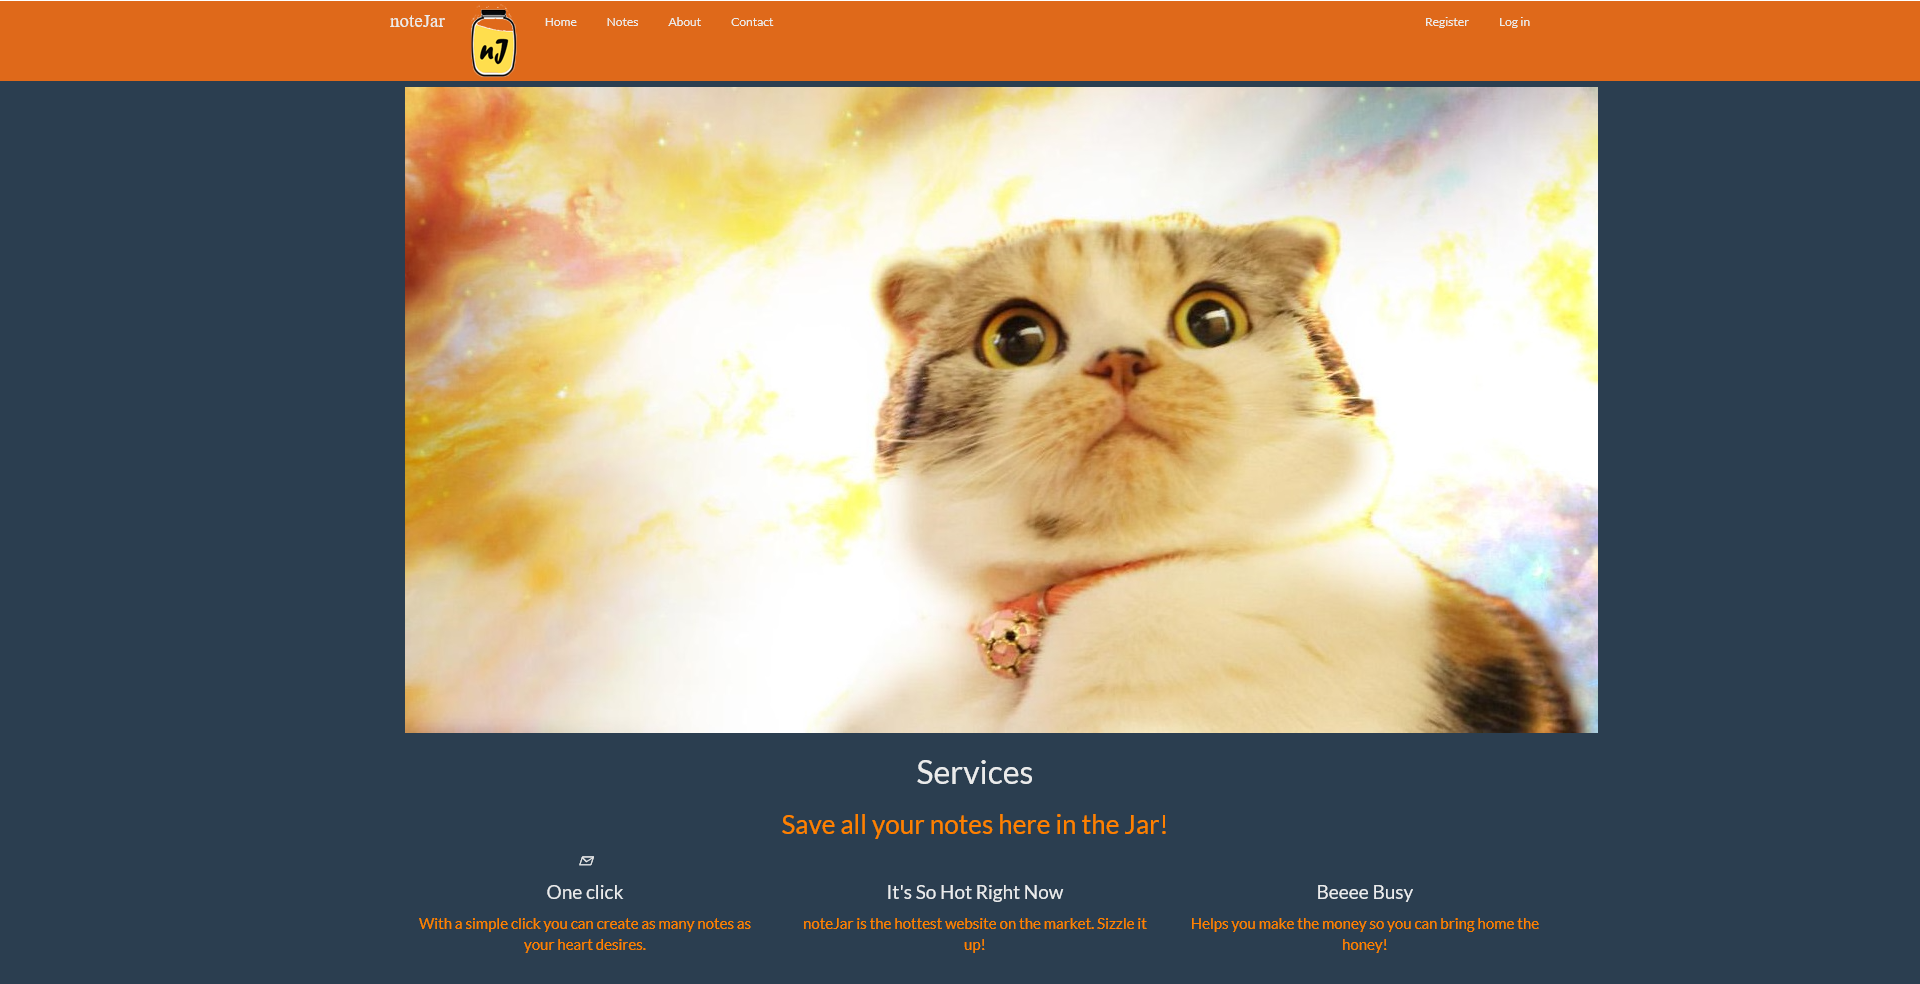 noteJar
nJ
Home Notes About Contact
Register Log in
Services
Save all your notes here in the Jar!
One click
With a simple click you can create as many notes as
your heart desires.
It's So Hot Right Now
noteJar is the hottest website on the market. Sizzle it
up!
Beeee Busy
Helps you make the money so you can bring home the
honey!